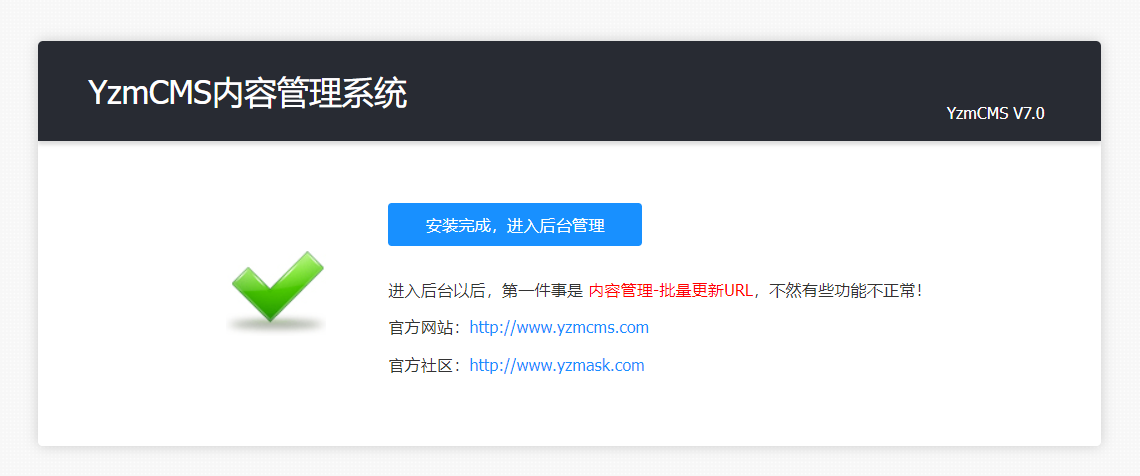 YzmCMS内容管理系统
YzmCMS V7.0
安装完成，进入后台管理
进入后台以后，第一件事是 内容管理-批量更新URL，不然有些功能不正常！
官方网站：http://www.yzmcms.com
官方社区：http://www.yzmask.com